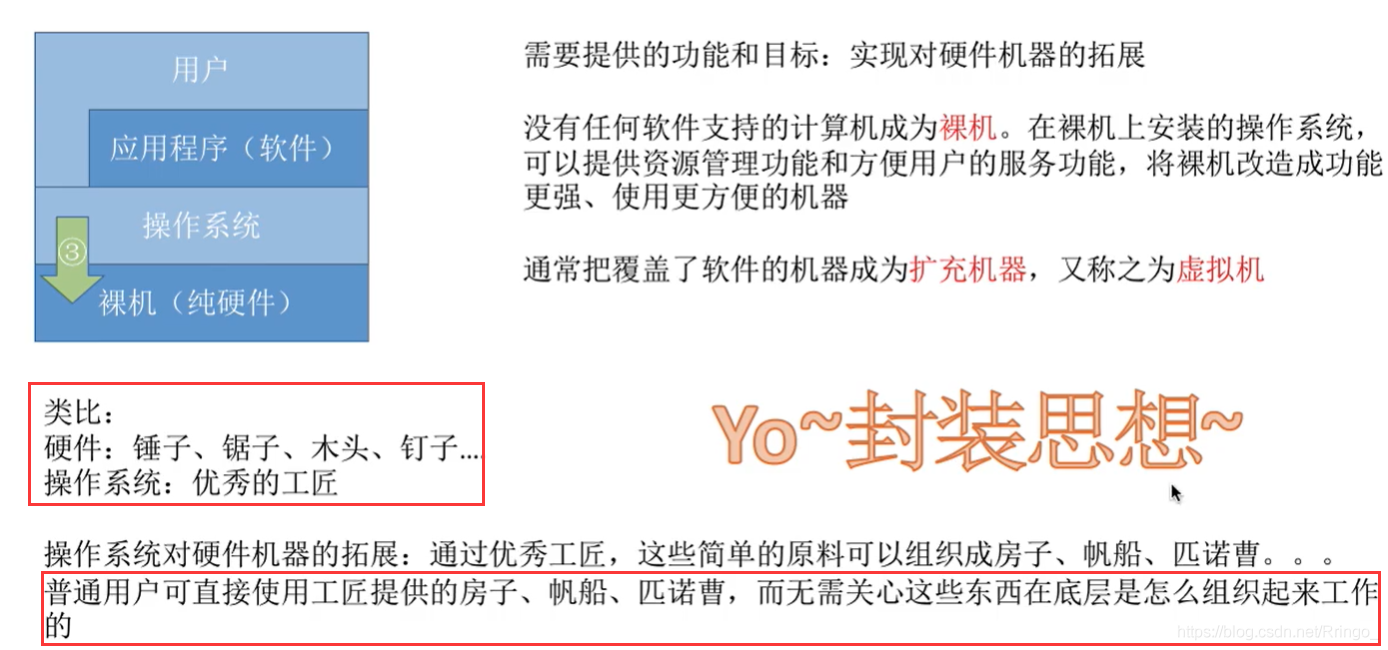 用户
应用程序（软件）
操作系统
③
裸机（纯硬件）
需要提供的功能和目标：实现对硬件机器的拓展
没有任何软件支持的计算机成为裸机。在裸机上安装的操作系统，
可以提供资源管理功能和方便用户的服务功能，将裸机改造成功能
更强、使用更方便的机器
通常把覆盖了软件的机器成为扩充机器，又称之为虚拟机
类比：
硬件：锤子、锯子、木头、钉子....
操作系统：优秀的工匠
Yo~封装思想~
操作系统对硬件机器的拓展：通过优秀工匠，这些简单的原料可以组织成房子、帆船、匹诺曹。。。
普通用户可直接使用工匠提供的房子、帆船、匹诺曹，而无需关心这些东西在底层是怎么组织起来工作
的
https://blog.csdn.net/Rringo_